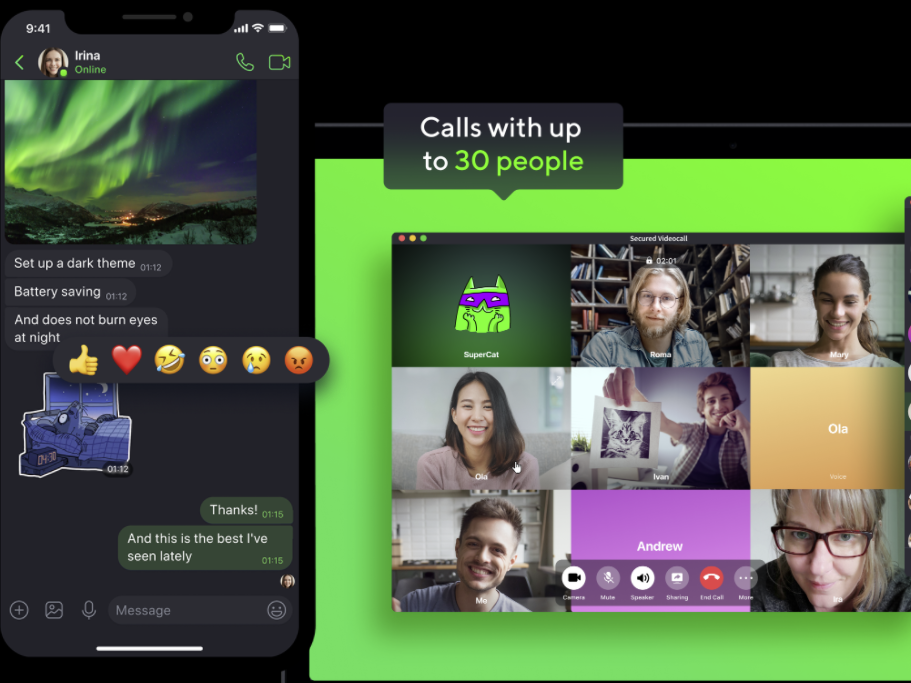 9:41
Irina
Online
Set up a dark theme 01:12
Battery saving 01:12
And does not burn eyes
at night
04:30
01:12
Thanks! 01:15
And this is the best I've
seen lately 01:15
Message
Calls with up
to 30 people
Secured Videocall
02:01
SuperCat
Roma
Mary
Ola
Ivan
Ola
Voice
Mo
Andrew
Ira
Camera
Mute
Speaker
Sharing
End Call
More